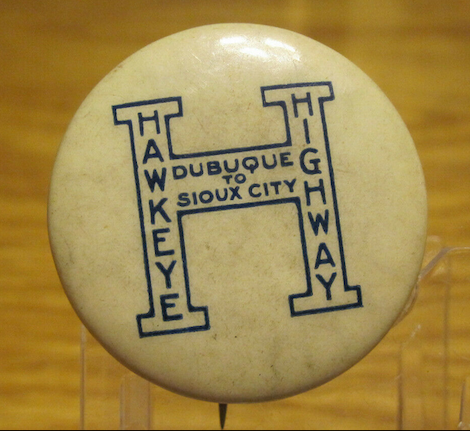 HAWKEYE
DUBUQUE
TO
SIOUX CITY
HIGHWAY